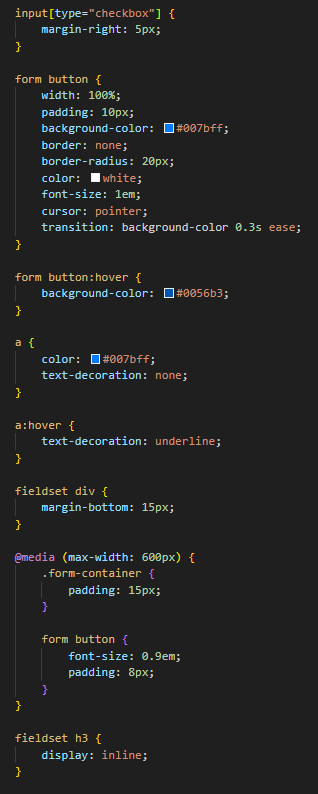 input[type="checkbox"] {
    margin-right: 5px;
}

form button {
    width: 100%;
    padding: 10px;
    background-color: #007bff;
    border: none;
    border-radius: 20px;
    color: white;
    font-size: 1em;
    cursor: pointer;
    transition: background-color 0.3s ease;
}

form button:hover {
    background-color: #0056b3;
}

a {
    color: #007bff;
    text-decoration: none;
}

a:hover {
    text-decoration: underline;
}

fieldset div {
    margin-bottom: 15px;
}

@media (max-width: 600px) {
    .form-container {
        padding: 15px;
    }

    form button {
        font-size: 0.9em;
        padding: 8px;
    }
}

fieldset h3 {
    display: inline;
}